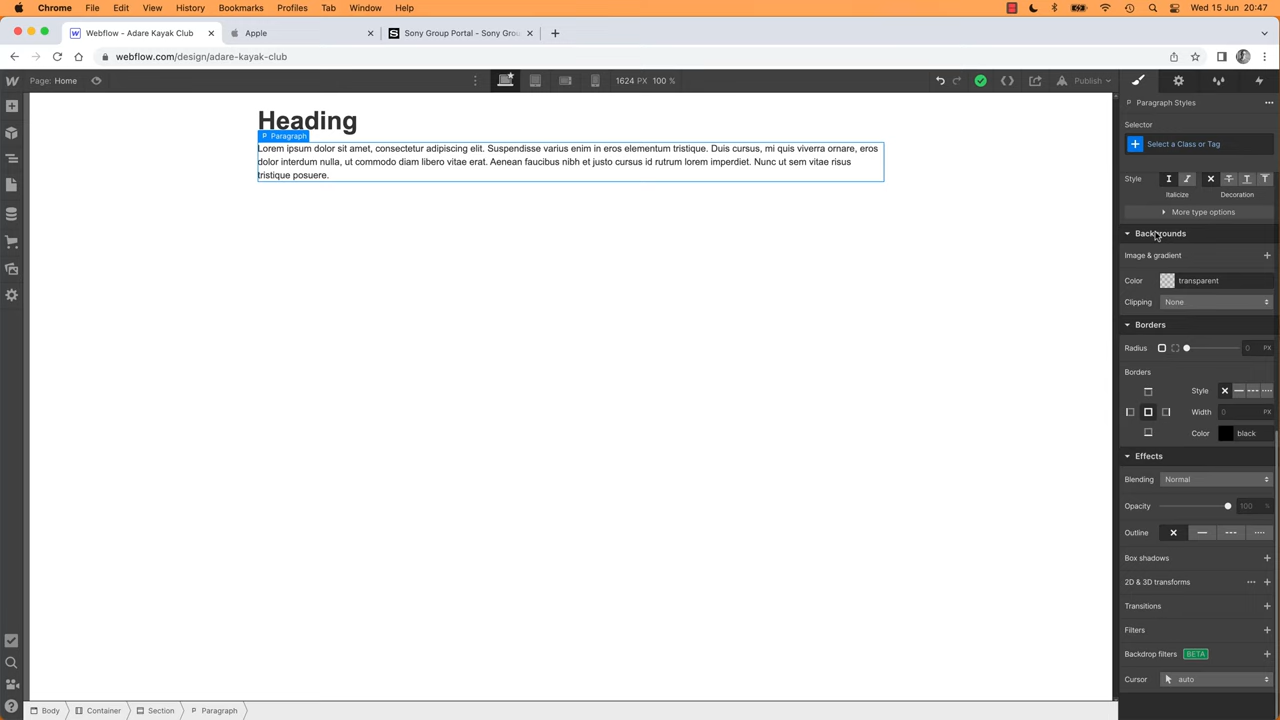 Chrome File Edit View History Bookmarks Profiles Tab Window Help Wed 15 Jun 20:47
Webflow - Adare Kayak Club Apple Sony Group Portal - Sony Grou
webflow.com/design/adare-kayak-club
Page: Home 1624 PX 100 % Publish
P Paragraph Styles
Selector
Select a Class or Tag
Style
Italicize Decoration
More type options
Backgrounds
Image & gradient
Color transparent
Clipping None
Borders
Radius 0 PX
Borders
Style
Width 0 PX
Color black
Effects
Blending Normal
Opacity 100 %
Outline
Box shadows
2D & 3D transforms
Transitions
Filters
Backdrop filters BETA
Cursor auto
Heading
P Paragraph
Lorem ipsum dolor sit amet, consectetur adipiscing elit. Suspendisse varius enim in eros elementum tristique. Duis cursus, mi quis viverra ornare, eros
dolor interdum nulla, ut commodo diam libero vitae erat. Aenean faucibus nibh et justo cursus id rutrum lorem imperdiet. Nunc ut sem vitae risus
tristique posuere.
Body Container Section P Paragraph